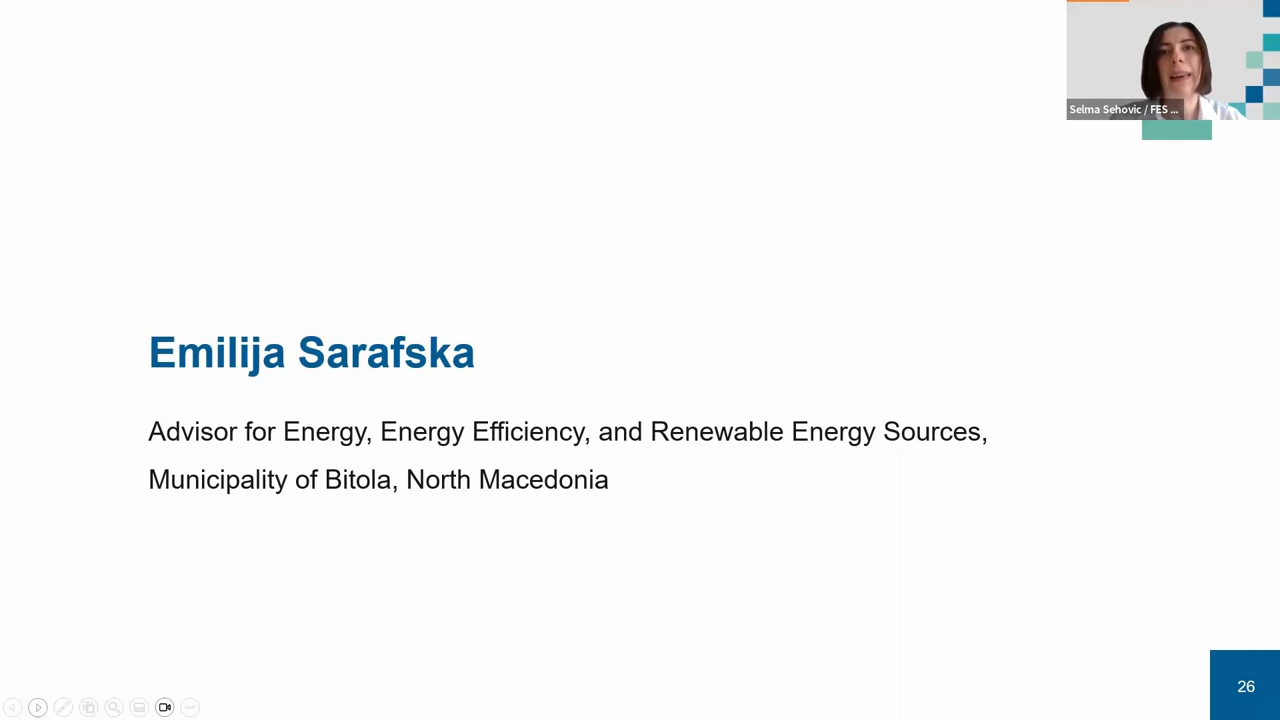 Selma Sehovic / FES ...
Emilija Sarafska
Advisor for Energy, Energy Efficiency, and Renewable Energy Sources,
Municipality of Bitola, North Macedonia
26